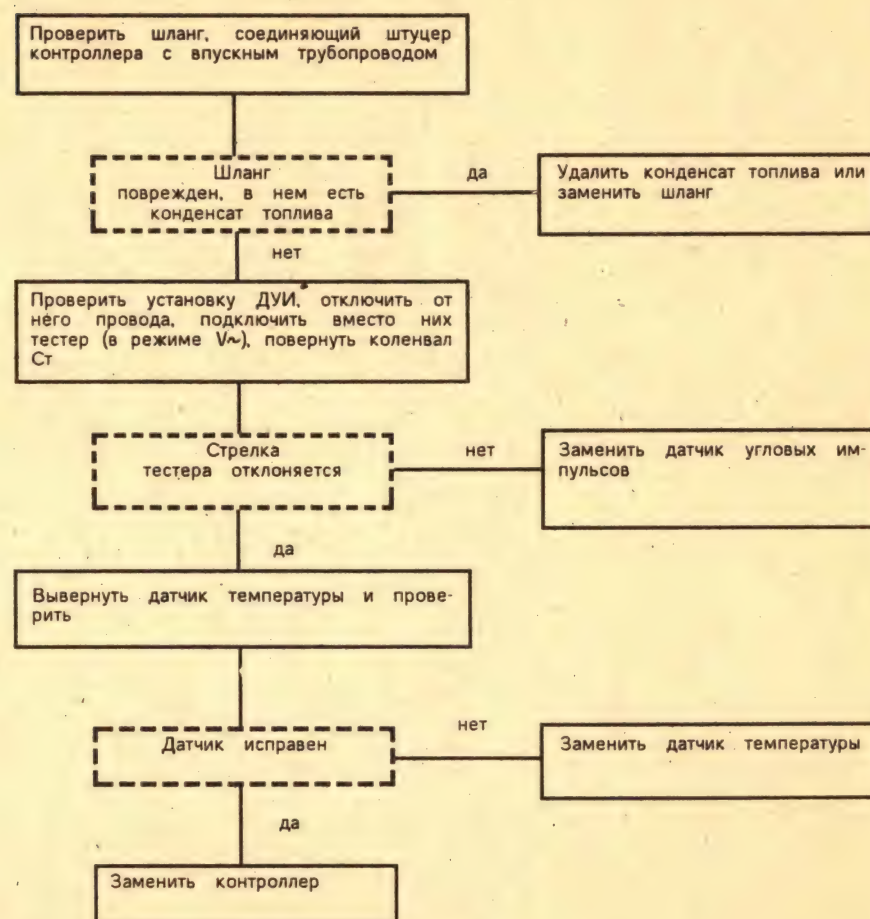 Проверить шланг, соединяющий штуцер
контроллера с впускным трубопроводом
Шланг
поврежден, в нем есть
конденсат топлива
да
Удалить конденсат топлива или
заменить шланг
нет
Проверить установку ДУИ, отключить от
него провода, подключить вместо них
тестер (в режиме V~), повернуть коленвал
Ст
Стрелка
тестера отклоняется
нет
Заменить датчик угловых им-
пульсов
да
Вывернуть датчик температуры и прове-
рить
Датчик исправен
нет
Заменить датчик температуры
да
Заменить контроллер